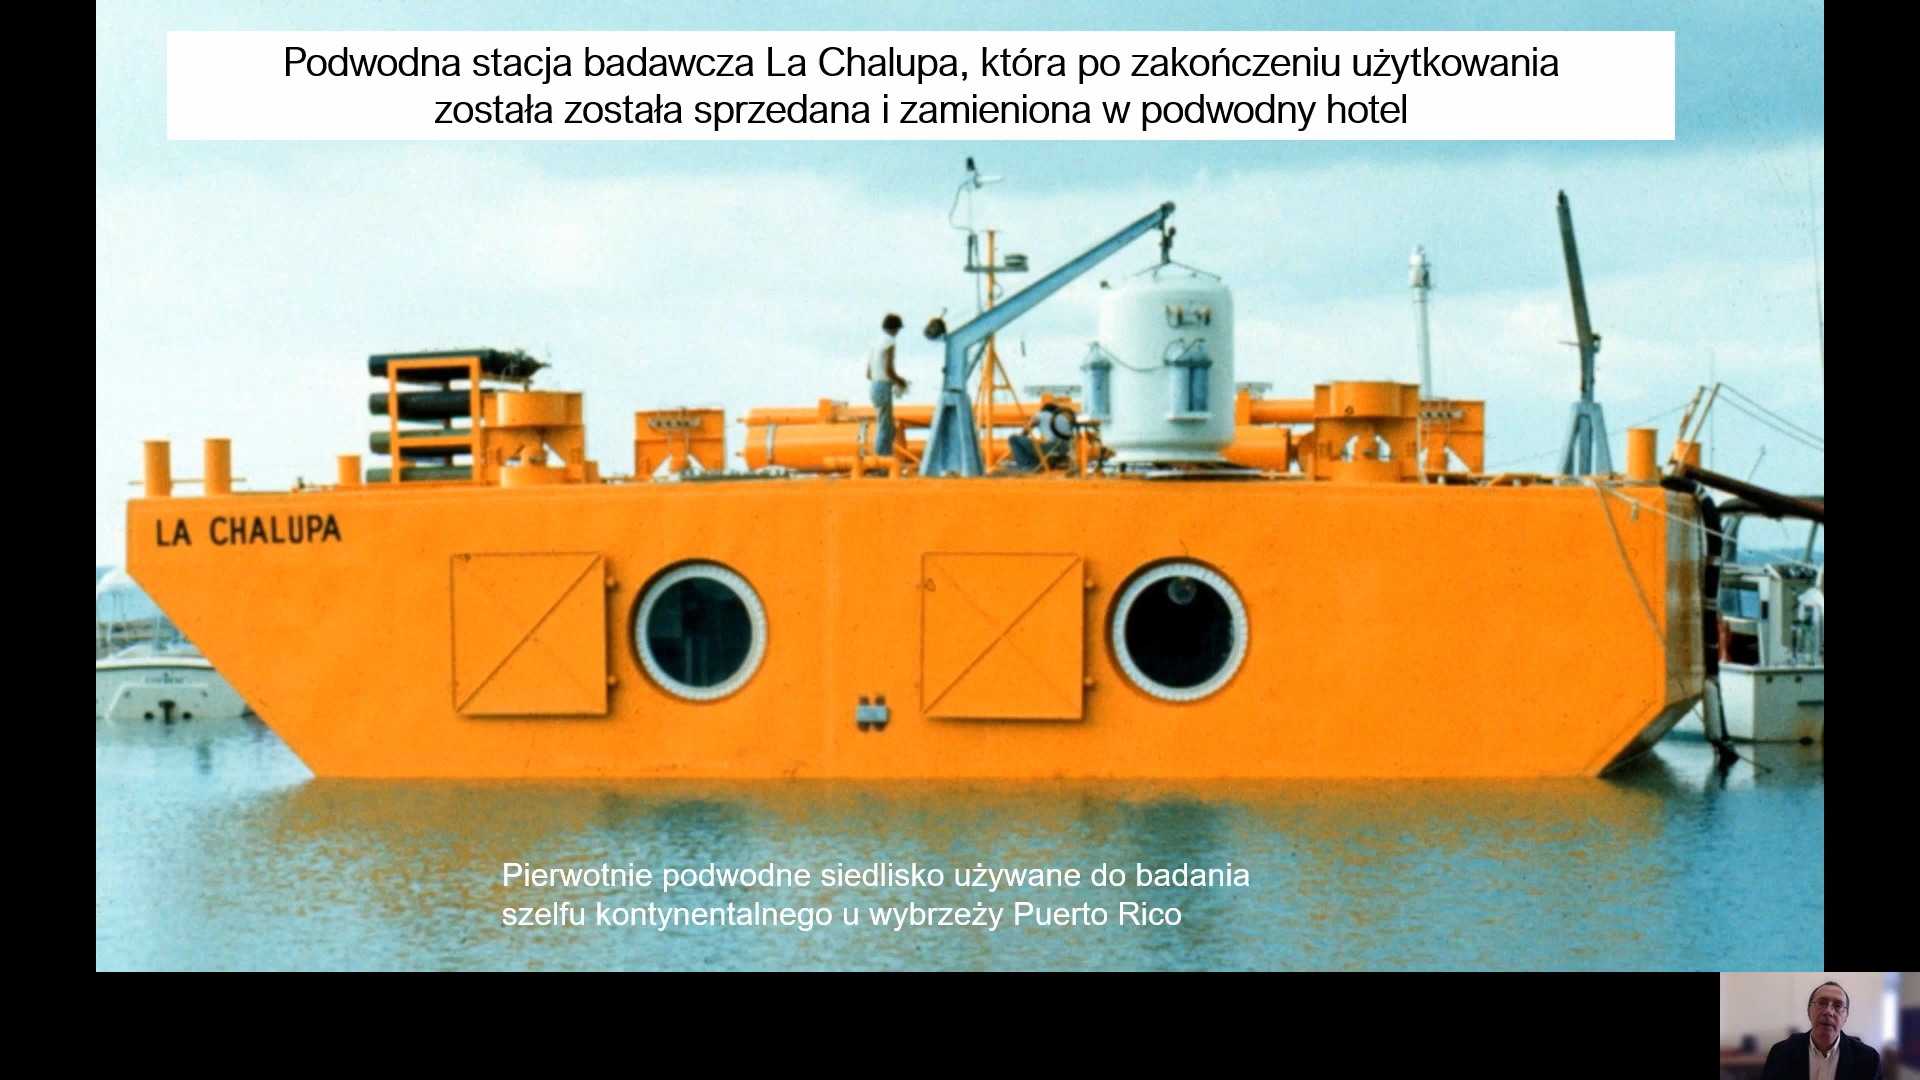 Podwodna stacja badawcza La Chalupa, która po zakończeniu użytkowania
została została sprzedana i zamieniona w podwodny hotel
LA CHALUPA
Pierwotnie podwodne siedlisko używane do badania
szelfu kontynentalnego u wybrzeży Puerto Rico